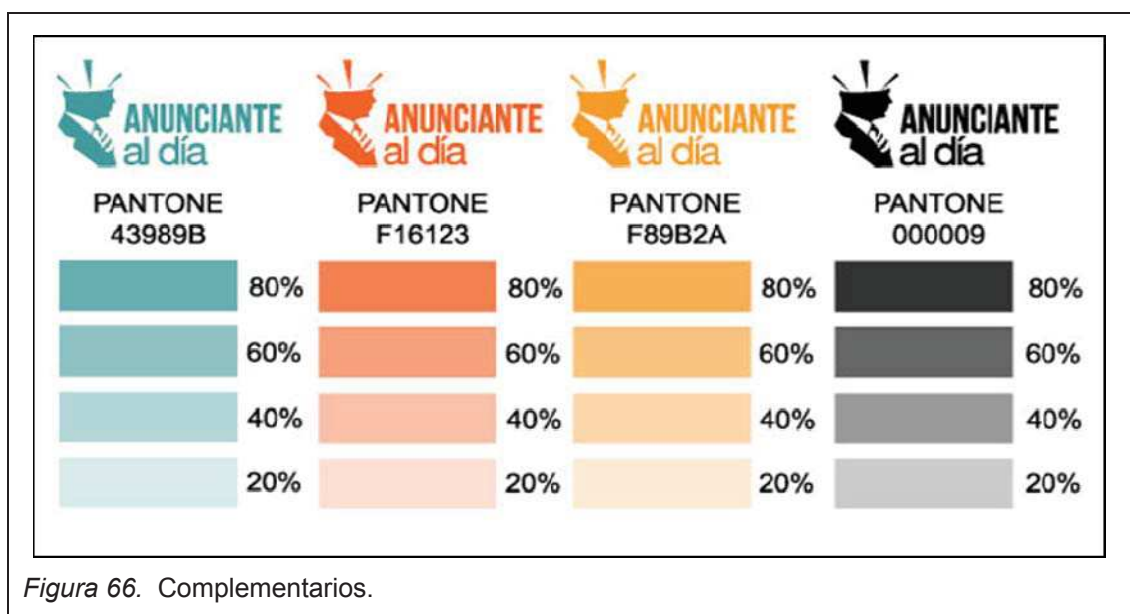 ANUNCIANTE
al día
ANUNCIANTE
al día
ANUNCIANTE
al día
ANUNCIANTE
al día
PANTONE
43989B
PANTONE
F16123
PANTONE
F89B2A
PANTONE
000009
80% 80% 80% 80%
60% 60% 60% 60%
40% 40% 40% 40%
20% 20% 20% 20%
Figura 66. Complementarios.